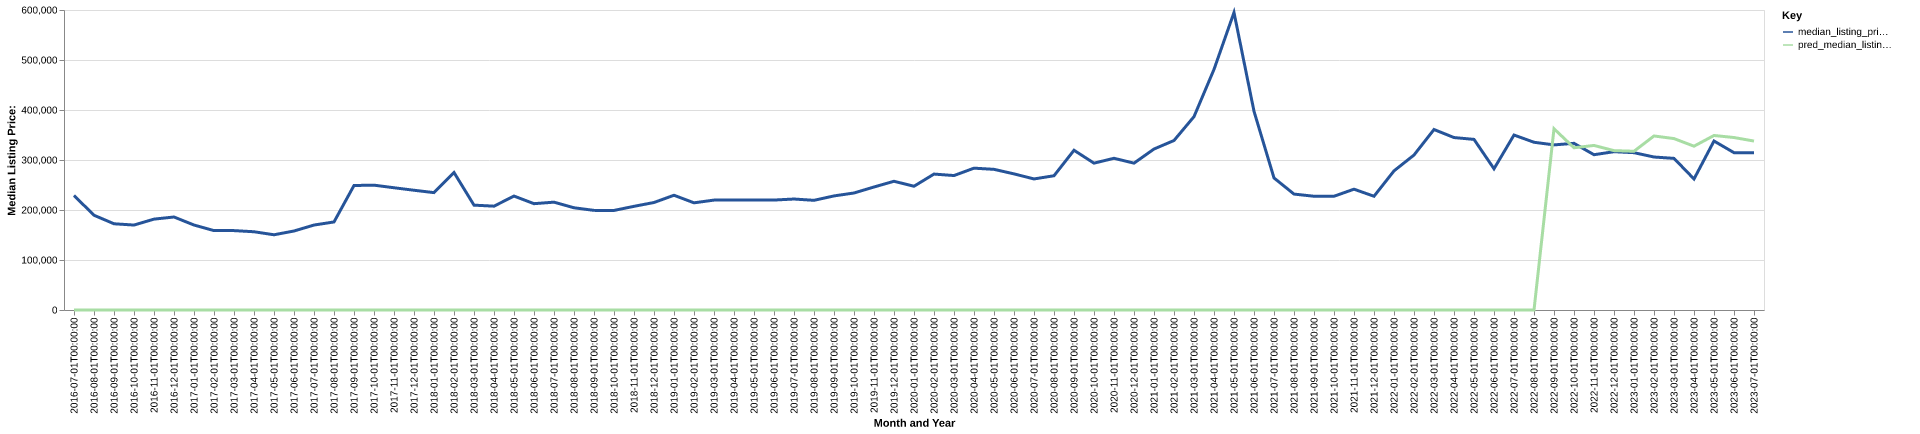 600,000
500,000
400,000
300,000
200,000
100,000
0
Median Listing Price:
2016-07-01T00:00:00
2016-08-01T00:00:00
2016-09-01T00:00:00
2016-10-01T00:00:00
2016-11-01T00:00:00
2016-12-01T00:00:00
2017-01-01T00:00:00
2017-02-01T00:00:00
2017-03-01T00:00:00
2017-04-01T00:00:00
2017-05-01T00:00:00
2017-06-01T00:00:00
2017-07-01T00:00:00
2017-08-01T00:00:00
2017-09-01T00:00:00
2017-10-01T00:00:00
2017-11-01T00:00:00
2017-12-01T00:00:00
2018-01-01T00:00:00
2018-02-01T00:00:00
2018-03-01T00:00:00
2018-04-01T00:00:00
2018-05-01T00:00:00
2018-06-01T00:00:00
2018-07-01T00:00:00
2018-08-01T00:00:00
2018-09-01T00:00:00
2018-10-01T00:00:00
2018-11-01T00:00:00
2018-12-01T00:00:00
2019-01-01T00:00:00
2019-02-01T00:00:00
2019-03-01T00:00:00
2019-04-01T00:00:00
2019-05-01T00:00:00
2019-06-01T00:00:00
2019-07-01T00:00:00
2019-08-01T00:00:00
2019-09-01T00:00:00
2019-10-01T00:00:00
2019-11-01T00:00:00
2019-12-01T00:00:00
2020-01-01T00:00:00
2020-02-01T00:00:00
2020-03-01T00:00:00
2020-04-01T00:00:00
2020-05-01T00:00:00
2020-06-01T00:00:00
2020-07-01T00:00:00
2020-08-01T00:00:00
2020-09-01T00:00:00
2020-10-01T00:00:00
2020-11-01T00:00:00
2020-12-01T00:00:00
2021-01-01T00:00:00
2021-02-01T00:00:00
2021-03-01T00:00:00
2021-04-01T00:00:00
2021-05-01T00:00:00
2021-06-01T00:00:00
2021-07-01T00:00:00
2021-08-01T00:00:00
2021-09-01T00:00:00
2021-10-01T00:00:00
2021-11-01T00:00:00
2021-12-01T00:00:00
2022-01-01T00:00:00
2022-02-01T00:00:00
2022-03-01T00:00:00
2022-04-01T00:00:00
2022-05-01T00:00:00
2022-06-01T00:00:00
2022-07-01T00:00:00
2022-08-01T00:00:00
2022-09-01T00:00:00
2022-10-01T00:00:00
2022-11-01T00:00:00
2022-12-01T00:00:00
2023-01-01T00:00:00
2023-02-01T00:00:00
2023-03-01T00:00:00
2023-04-01T00:00:00
2023-05-01T00:00:00
2023-06-01T00:00:00
2023-07-01T00:00:00
Month and Year
Key
median_listing_pri…
pred_median_listin…